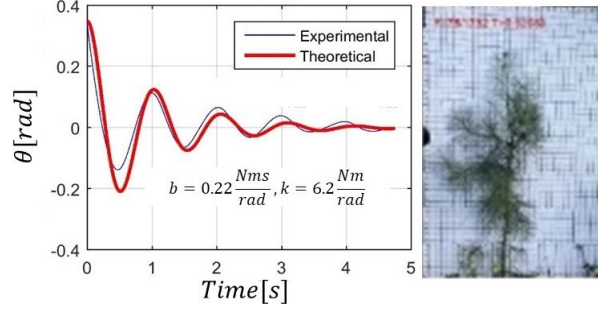 0.4
0.2
0
-0.2
-0.4
θ[rad]
Experimental
Theoretical
b = 0.22 Nms/rad, k = 6.2 Nm/rad
0 1 2 3 4 5
Time[s]